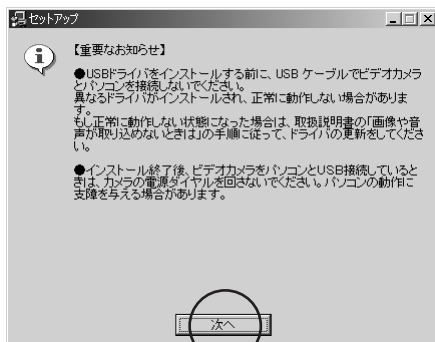 セットアップ
【重要なお知らせ】
●USBドライバをインストールする前に、USB ケーブルでビデオカメラ
とパソコンを接続しないでください。
異なるドライバがインストールされ、正常に動作しない場合がありま
す。
もし正常に動作しない状態になった場合は、取扱説明書の「画像や音
声が取り込めないときは」の手順に従って、ドライバの更新をしてくださ
い。
●インストール終了後、ビデオカメラをパソコンとUSB接続していると
きは、カメラの電源ダイヤルを回さないでください。パソコンの動作に
支障を与える場合があります。
次へ